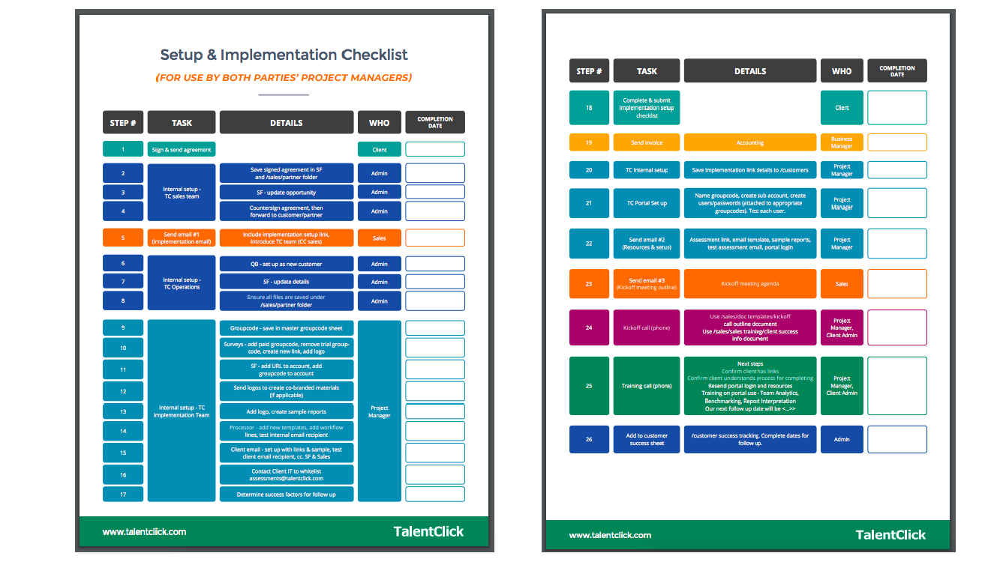 Setup & Implementation Checklist
(FOR USE BY BOTH PARTIES' PROJECT MANAGERS)
STEP # TASK DETAILS WHO COMPLETION DATE
1 Sign & send agreement Client
Internal setup -
TC sales team
2 Save signed agreement in SF
and /sales/partner folder Admin
3 SF - update opportunity Admin
4 Countersign agreement, then
forward to customer/partner Admin
5 Send email #1
(Implementation email)
Include implementation setup link,
introduce TC team (CC sales)
Sales
Internal setup -
TC Operations
6 QB - set up as new customer Admin
7 SF - update details Admin
8 Ensure all files are saved under
/sales/partner folder Admin
Internal setup - TC
Implementation Team
Project
Manager
9 Groupcode - save in master groupcode sheet
10 Surveys - add paid groupcode, remove trial group-
code, create new link, add logo
11 SF - add URL to account, add
groupcode to account
12 Send logos to create co-branded materials
(if applicable)
13 Add logo, create sample reports
14 Processor - add new templates, add workflow
lines, test internal email recipient
15 Client email - set up with links & sample, test
client email recipient, cc. SF & Sales
16 Contact Client IT to whitelist
assessments@talentclick.com
17 Determine success factors for follow up
www.talentclick.com TalentClick
STEP # TASK DETAILS WHO COMPLETION DATE
18 Complete & submit
implementation setup
checklist
Client
19 Send invoice Accounting Business
Manager
20 TC Internal setup Save implementation link details to /customers Project
Manager
21 TC Portal Set up
Name groupcode, create sub account, create
users/passwords (attached to appropriate
groupcodes). Tes: each user.
Project
Manager
22 Send email #2
(Resources & setup)
Assessment link, email template, sample reports,
test assessment email, portal login
Project
Manager
23 Send email #3
(Kickoff meeting outline)
Kickoff meeting agenda Sales
24 Kickoff call (phone)
Use /sales/doc templates/kickoff
call outline document
Use /sales/sales training/client success
info document
Project
Manager,
Client Admin
25 Training call (phone)
Next steps
Confirm client has links
Confirm client understands process for completing
Resend portal login and resources
Training on portal use - Team Analytics,
Benchmarking, Report Interpretation
Our next follow up date will be <...>>
Project
Manager,
Client Admin
26 Add to customer
success sheet
/customer success tracking. Complete dates for
follow up.
Admin
www.talentclick.com TalentClick